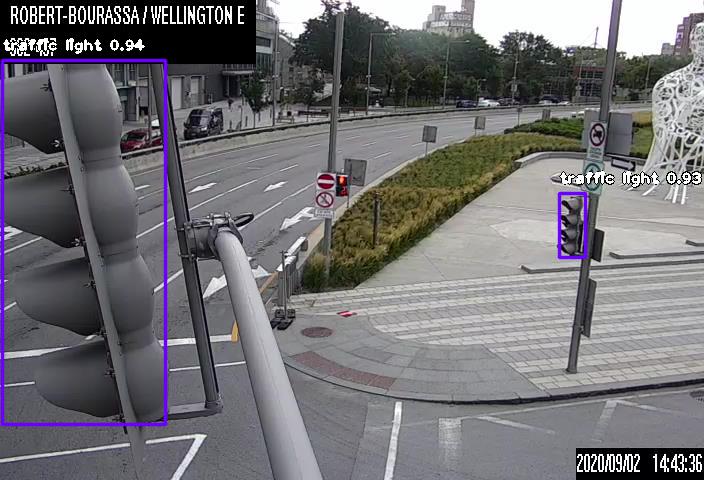 ROBERT-BOURASSA / WELLINGTON E
traffic light 0.94
traffic light 0.93
2020/09/02 14:43:36